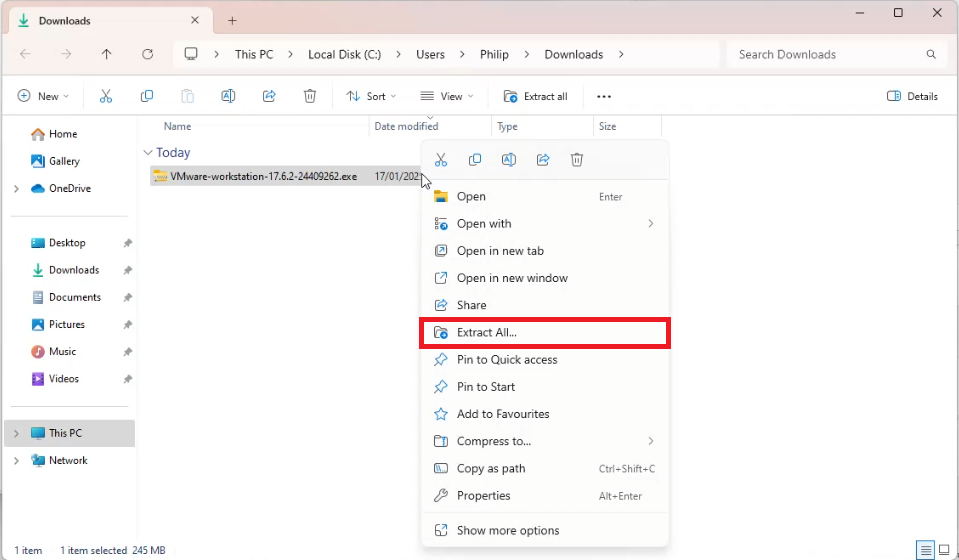 Downloads
This PC > Local Disk (C:) > Users > Philip > Downloads >
Search Downloads
New
Sort
View
Extract all
Details
Name
Date modified
Type
Size
Home
Gallery
OneDrive
Desktop
Downloads
Documents
Pictures
Music
Videos
This PC
Network
Today
VMware-workstation-17.6.2-24409262.exe
Open Enter
Open with
Open in new tab
Open in new window
Share
Extract All...
Pin to Quick access
Pin to Start
Add to Favourites
Compress to...
Copy as path Ctrl+Shift+C
Properties Alt+Enter
Show more options
1 item 1 item selected 245 MB